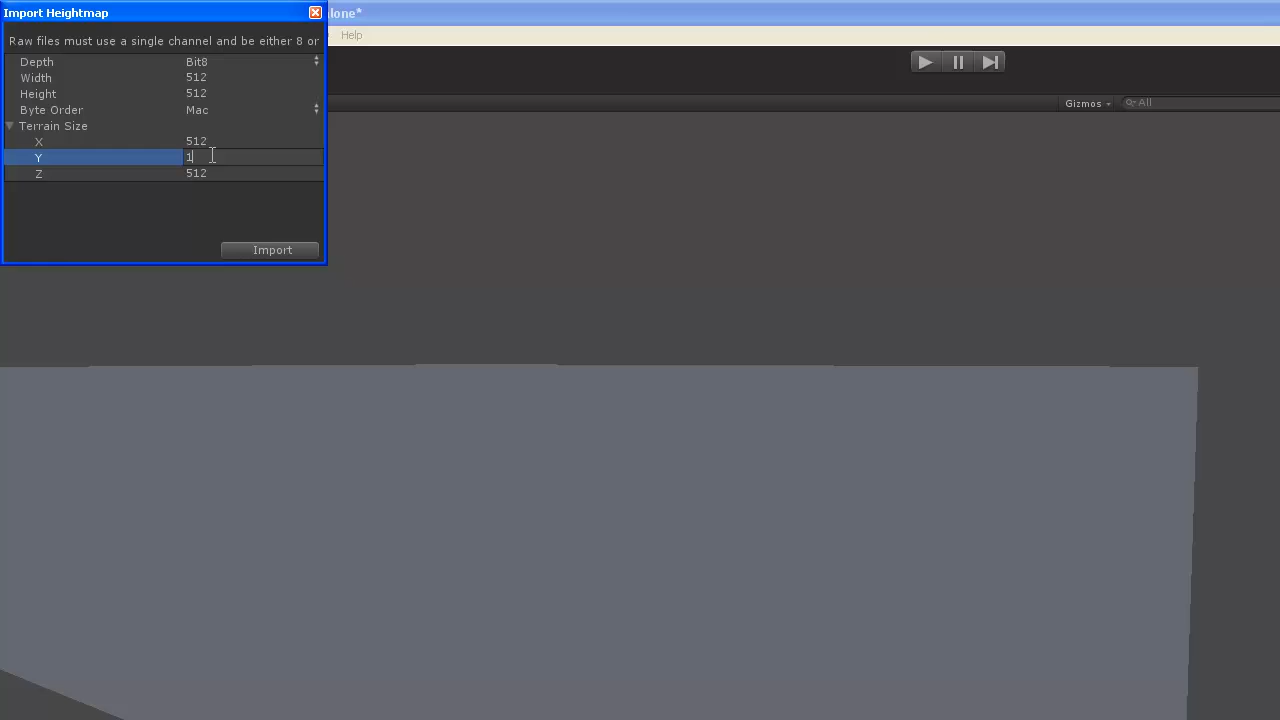 Import Heightmap
lone*
Help
Raw files must use a single channel and be either 8 or
Depth Bit8
Width 512
Height 512
Byte Order Mac
Terrain Size
X 512
Y 1
Z 512
Import
Gizmos
All